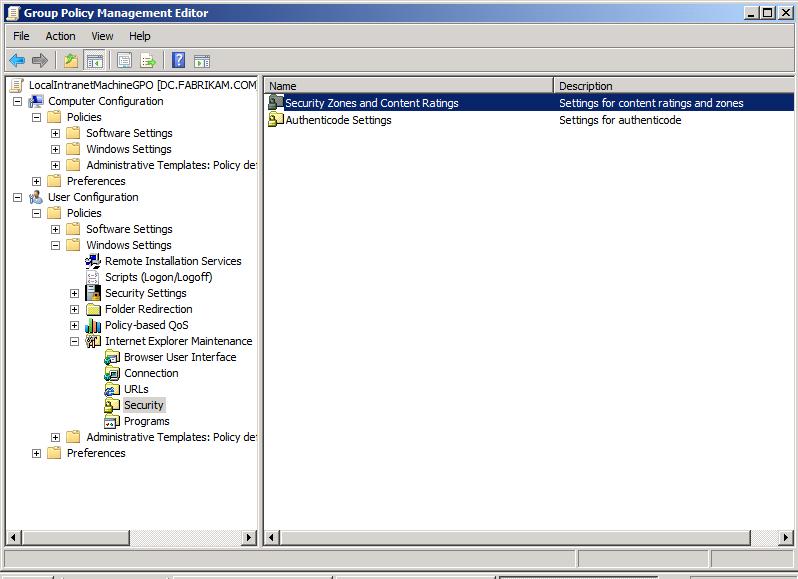 Group Policy Management Editor
File Action View Help
LocalIntranetMachineGPO [DC.FABRIKAM.COM
Computer Configuration
Policies
Software Settings
Windows Settings
Administrative Templates: Policy def
Preferences
User Configuration
Policies
Software Settings
Windows Settings
Remote Installation Services
Scripts (Logon/Logoff)
Security Settings
Folder Redirection
Policy-based QoS
Internet Explorer Maintenance
Browser User Interface
Connection
URLs
Security
Programs
Administrative Templates: Policy def
Preferences
Name Description
Security Zones and Content Ratings Settings for content ratings and zones
Authenticode Settings Settings for authenticode